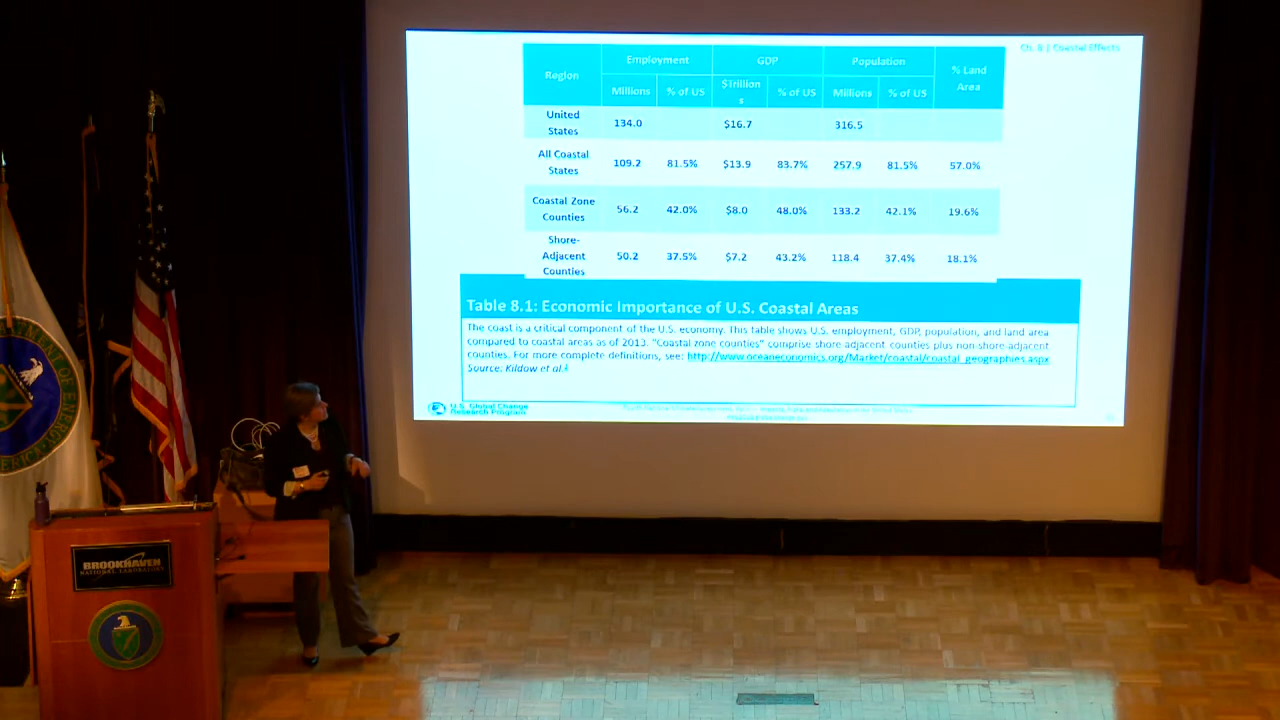 Ch. 8 | Coastal Effects
Region Employment GDP Population % Land Area
Millions % of US $Trillions % of US Millions % of US
United States 134.0 $16.7 316.5
All Coastal States 109.2 81.5% $13.9 83.7% 257.9 81.5% 57.0%
Coastal Zone Counties 56.2 42.0% $8.0 48.0% 133.2 42.1% 19.6%
Shore-Adjacent Counties 50.2 37.5% $7.2 43.2% 118.4 37.4% 18.1%
Table 8.1: Economic Importance of U.S. Coastal Areas
The coast is a critical component of the U.S. economy. This table shows U.S. employment, GDP, population, and land area
compared to coastal areas as of 2013. "Coastal zone counties" comprise shore-adjacent counties plus non-shore-adjacent
counties. For more complete definitions, see: http://www.oceaneconomics.org/Market/coastal/coastal_geographies.aspx
Source: Kildow et al.
U.S. Global Change
Research Program
BROOKHAVEN
NATIONAL LABORATORY